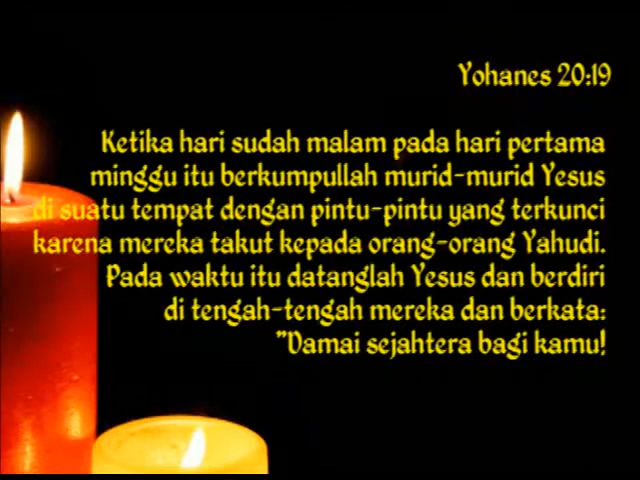 Yohanes 20:19
Ketika hari sudah malam pada hari pertama
minggu itu berkumpullah murid-murid Yesus
di suatu tempat dengan pintu-pintu yang terkunci
karena mereka takut kepada orang-orang Yahudi.
Pada waktu itu datanglah Yesus dan berdiri
di tengah-tengah mereka dan berkata:
"Damai sejahtera bagi kamu!